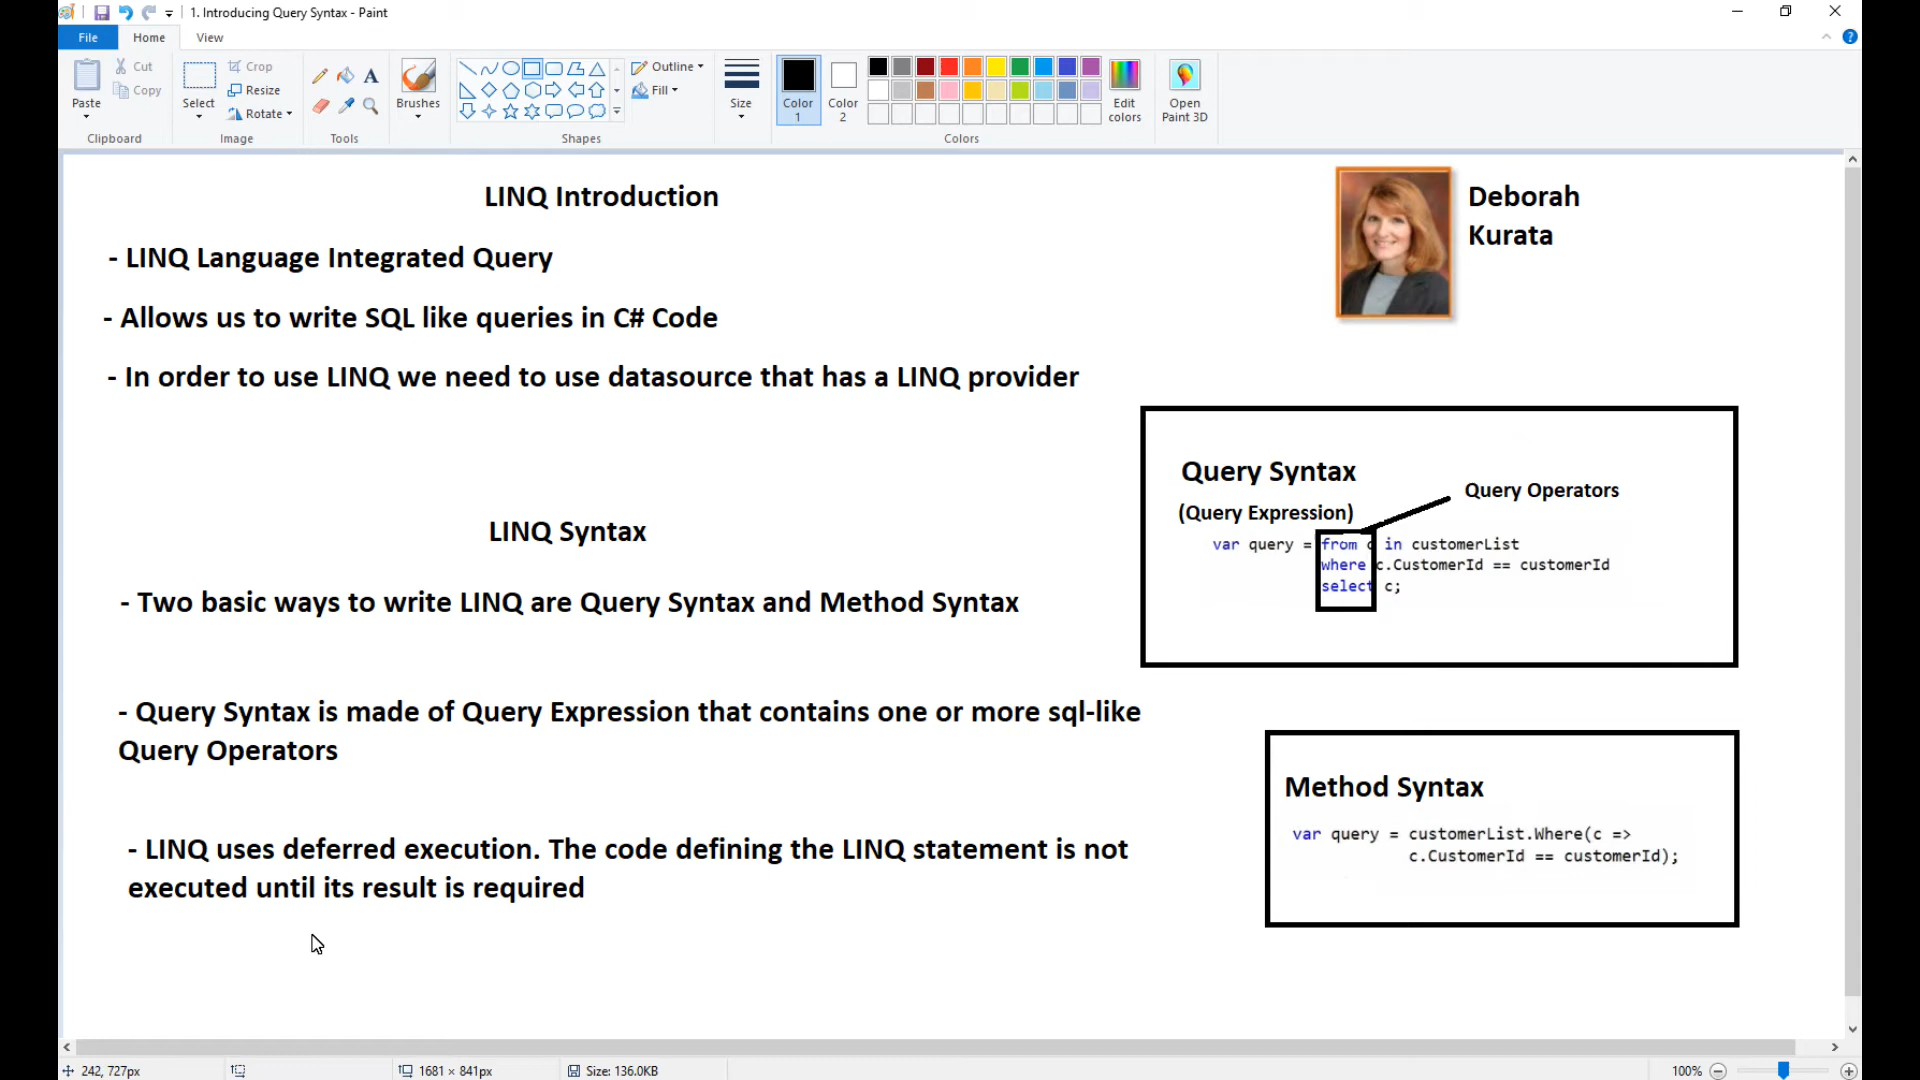 1. Introducing Query Syntax - Paint
File Home View
Paste
Cut
Copy
Clipboard
Select
Crop
Resize
Rotate
Image
A
Tools
Brushes
Outline
Fill
Shapes
Size
Color 1
Color 2
Edit colors
Open Paint 3D
Colors
LINQ Introduction
Deborah
Kurata
- LINQ Language Integrated Query
- Allows us to write SQL like queries in C# Code
- In order to use LINQ we need to use datasource that has a LINQ provider
Query Syntax
(Query Expression)
Query Operators
var query = from c in customerList
where c.CustomerId == customerId
select c;
LINQ Syntax
- Two basic ways to write LINQ are Query Syntax and Method Syntax
- Query Syntax is made of Query Expression that contains one or more sql-like
Query Operators
Method Syntax
var query = customerList.Where(c =>
c.CustomerId == customerId);
- LINQ uses deferred execution. The code defining the LINQ statement is not
executed until its result is required
242, 727px
1681 × 841px
Size: 136.0KB
100%